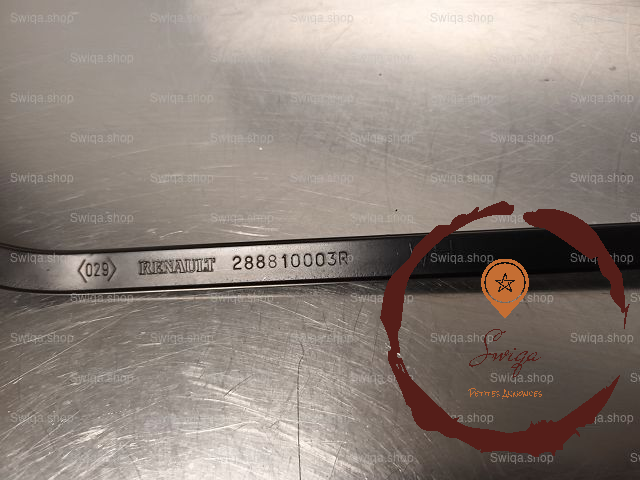 <029> RENAULT 288810003R
Swiqa
PETITES ANNONCES
Swiqa.shop